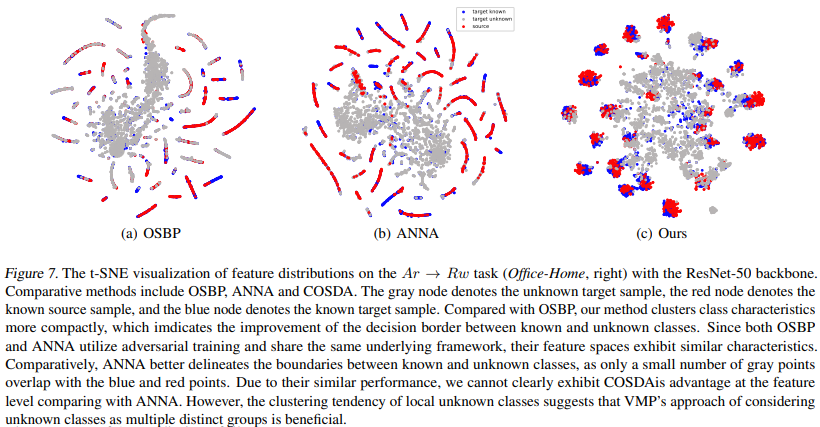 target known
target unknown
source
(a) OSBP
(b) ANNA
(c) Ours
Figure 7. The t-SNE visualization of feature distributions on the Ar → Rw task (Office-Home, right) with the ResNet-50 backbone.
Comparative methods include OSBP, ANNA and COSDA. The gray node denotes the unknown target sample, the red node denotes the
known source sample, and the blue node denotes the known target sample. Compared with OSBP, our method clusters class characteristics
more compactly, which imdicates the improvement of the decision border between known and unknown classes. Since both OSBP
and ANNA utilize adversarial training and share the same underlying framework, their feature spaces exhibit similar characteristics.
Comparatively, ANNA better delineates the boundaries between known and unknown classes, as only a small number of gray points
overlap with the blue and red points. Due to their similar performance, we cannot clearly exhibit COSDAis advantage at the feature
level comparing with ANNA. However, the clustering tendency of local unknown classes suggests that VMP's approach of considering
unknown classes as multiple distinct groups is beneficial.